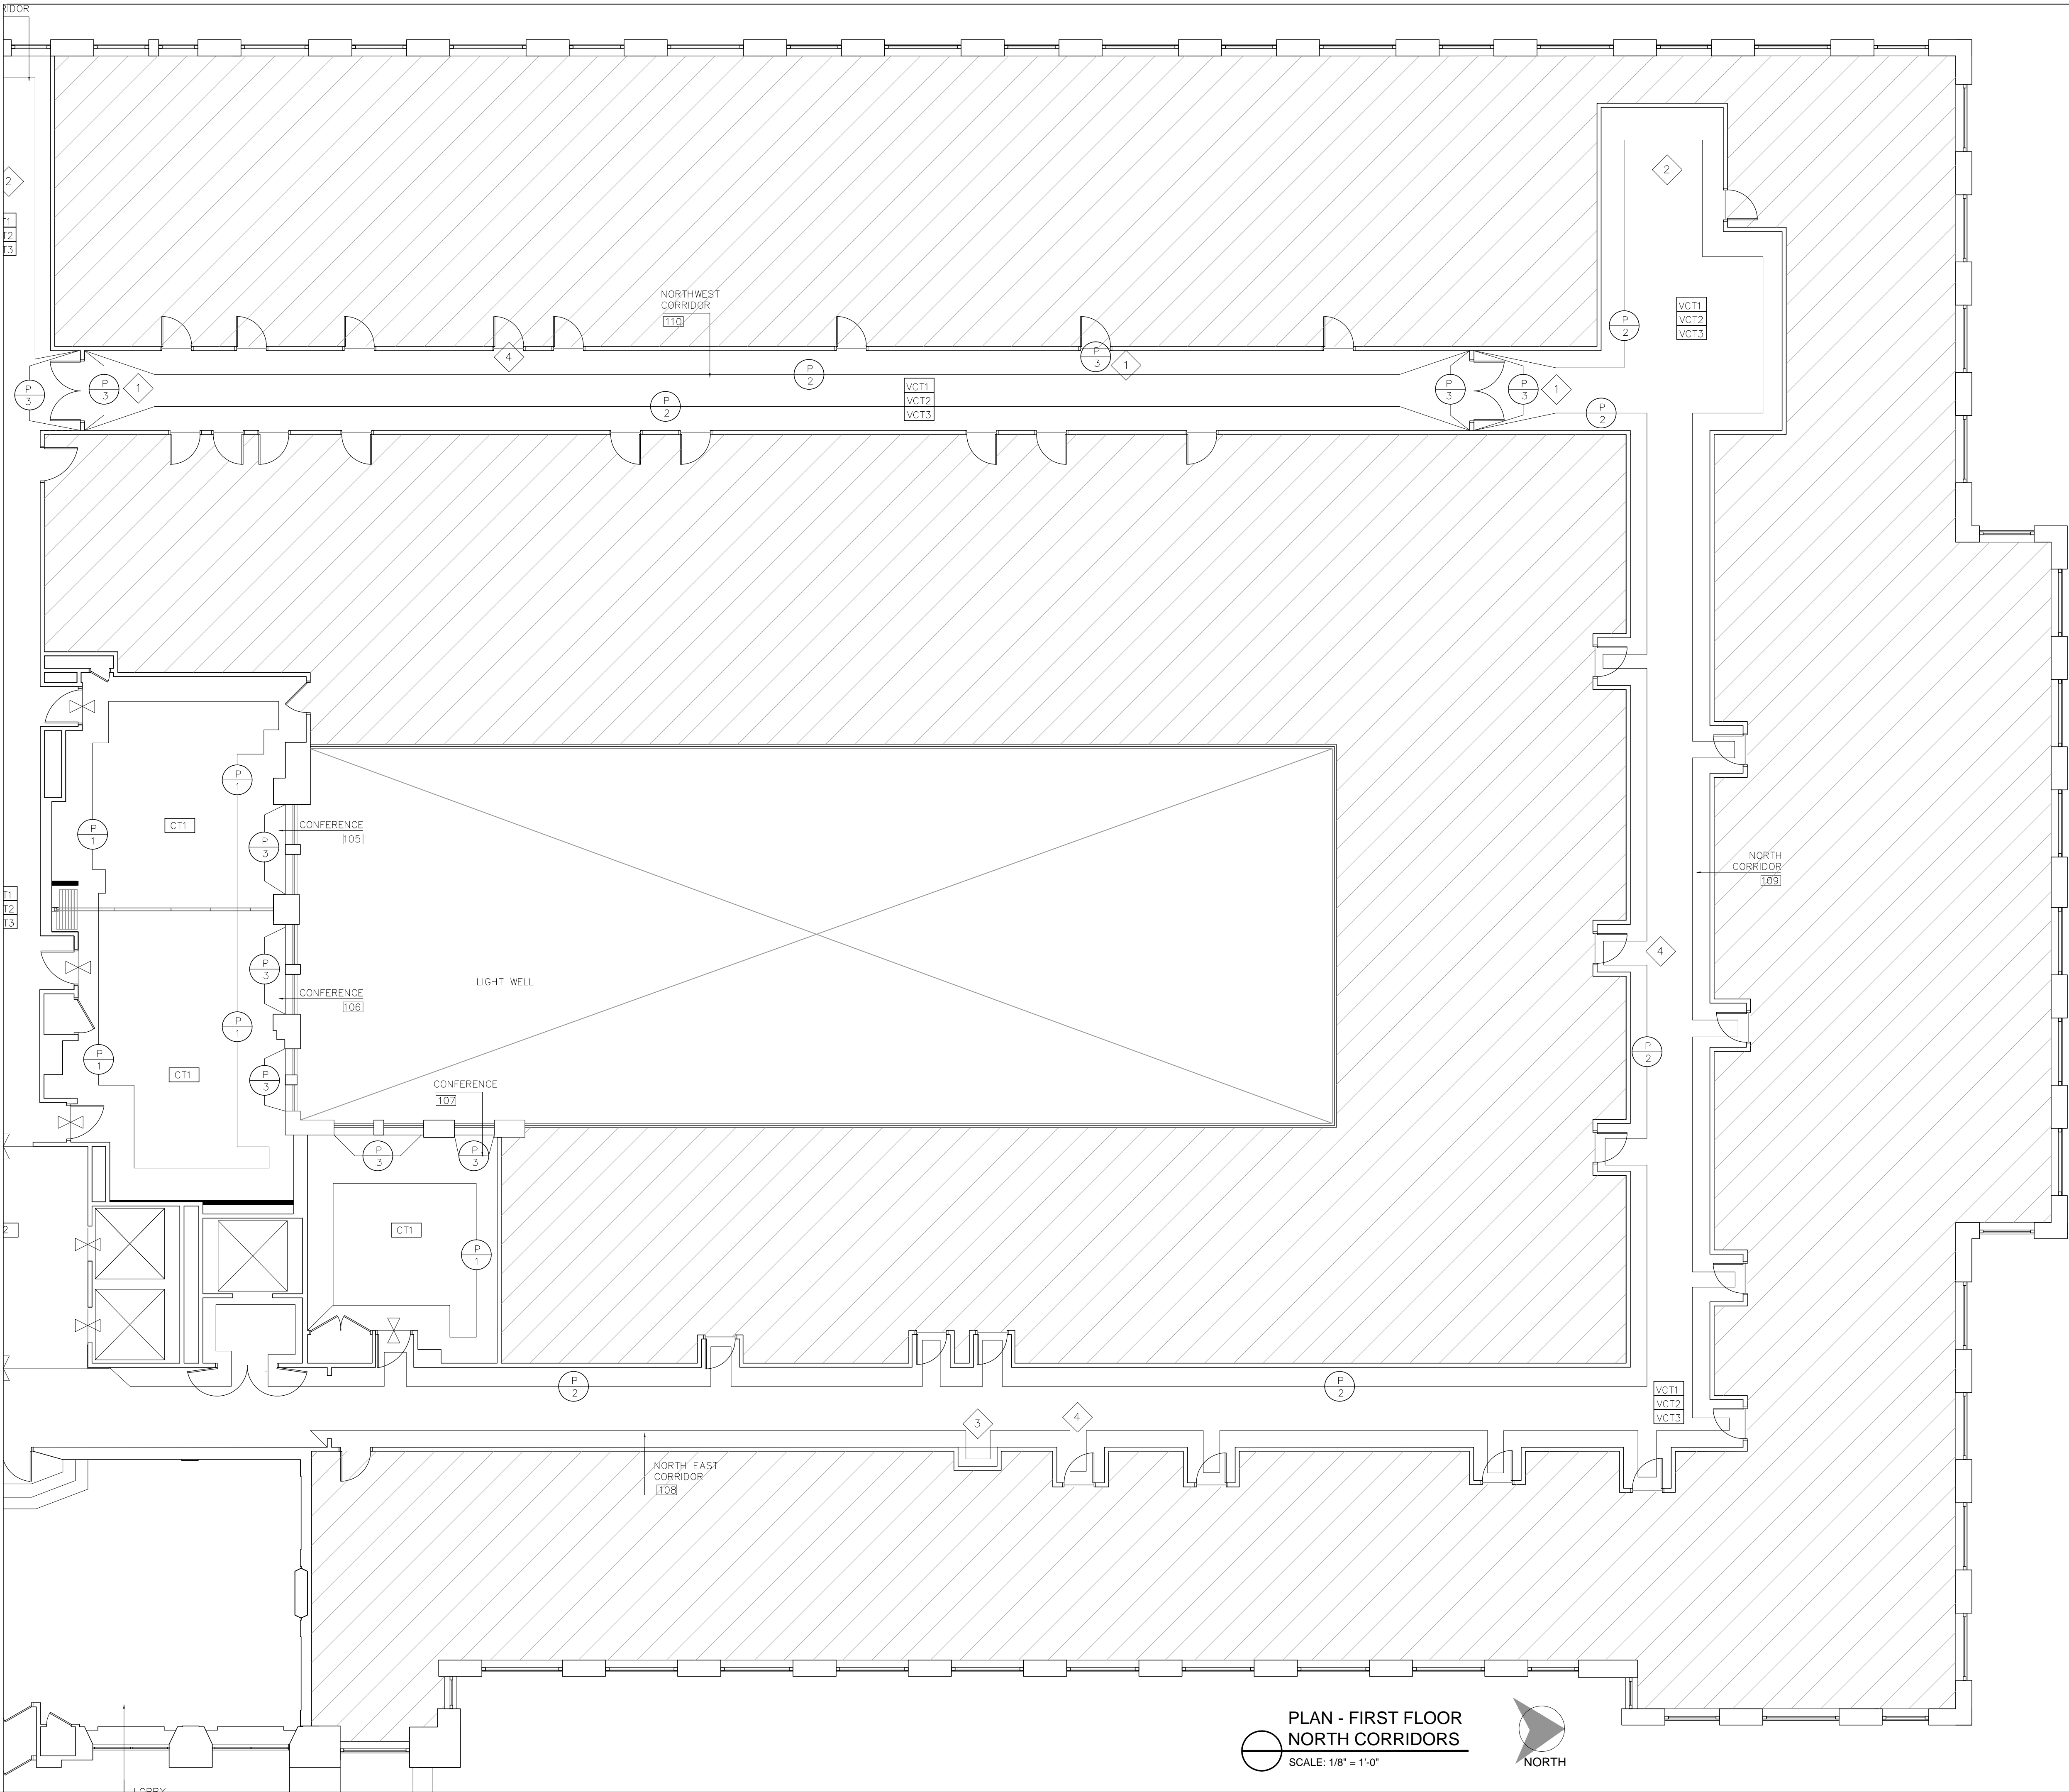 RIDOR
2
T1
T2
T3
2
NORTHWEST
CORRIDOR
110
VCT1
VCT2
VCT3
P
2
4
P
3
1
P
2
P
3
P
3
1
VCT1
VCT2
VCT3
P
2
P
3
P
3
1
P
2
P
1
P
1
CT1
CONFERENCE
105
P
3
NORTH
CORRIDOR
109
T1
T2
T3
4
P
3
LIGHT WELL
CONFERENCE
106
P
1
P
1
CT1
P
3
P
2
CONFERENCE
107
P
3
P
3
2
CT1
P
1
P
2
P
2
VCT1
VCT2
VCT3
3
4
NORTH EAST
CORRIDOR
108
PLAN - FIRST FLOOR
NORTH CORRIDORS
SCALE: 1/8" = 1'-0"
NORTH
LOBBY